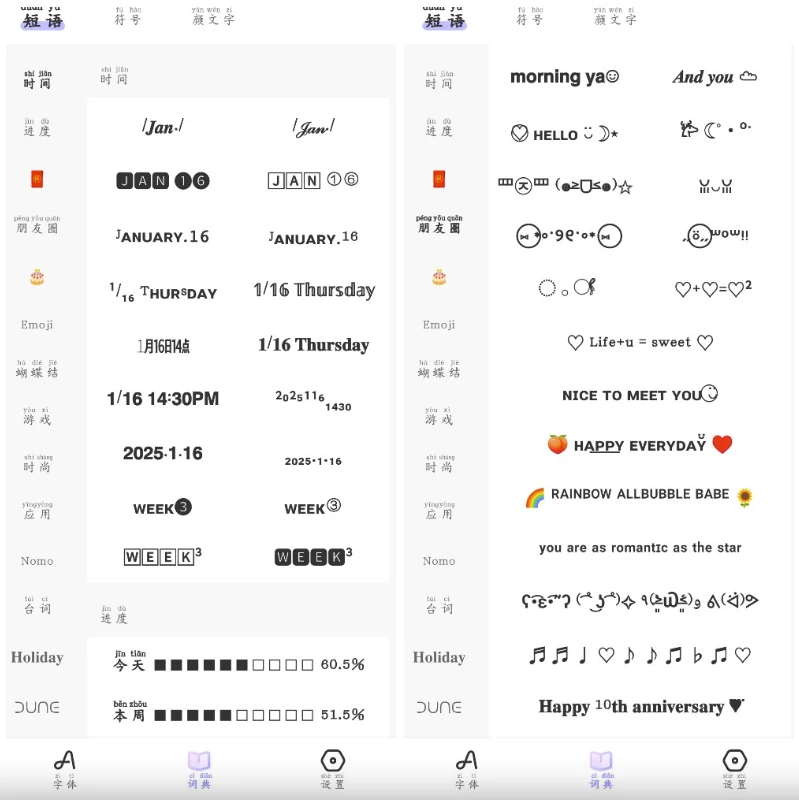 duǎn yǔ fú hào yán wén zì
短语 符号 颜文字
shí jiān
时间
jìn dù
进度
🧧
péng yǒu quān
朋友圈
🎂
Emoji
hú dié jié
蝴蝶结
yóu xì
游戏
shí shàng
时尚
yìngyòng
应用
Nomo
tái cí
台词
Holiday
DUNE
shí jiān
时间
/Jan./ /Jan/
JAN 16 JAN 16
JANUARY.16 JANUARY.16
1/16 THURSDAY 1/16 Thursday
1月16日14点 1/16 Thursday
1/16 14:30PM 20251161430
2025·1·16 2025·1·16
WEEK3 WEEK③
WEEK3 WEEK3
jìn dù
进度
jīn tiān
今天 ■■■■■■□□□□ 60.5%
běn zhōu
本周 ■■■■■□□□□□ 51.5%
zì tǐ cí diǎn shè zhì
字体 词典 设置
duǎn yǔ fú hào yán wén zì
短语 符号 颜文字
shí jiān
时间
jìn dù
进度
🧧
péng yǒu quān
朋友圈
🎂
Emoji
hú dié jié
蝴蝶结
yóu xì
游戏
shí shàng
时尚
yìngyòng
应用
Nomo
tái cí
台词
Holiday
DUNE
morning ya☺ And you
HELLO
♡+♡=♡²
♡ Life+u = sweet ♡
NICE TO MEET YOU
🍑 HAPPY EVERYDAY ❤️
🌈 RAINBOW ALLBUBBLE BABE 🌻
you are as romantic as the star
♬ ♬ ♩ ♡ ♪ ♪ ♫ ♭ ♫ ♡
Happy 10th anniversary ♥
zì tǐ cí diǎn shè zhì
字体 词典 设置